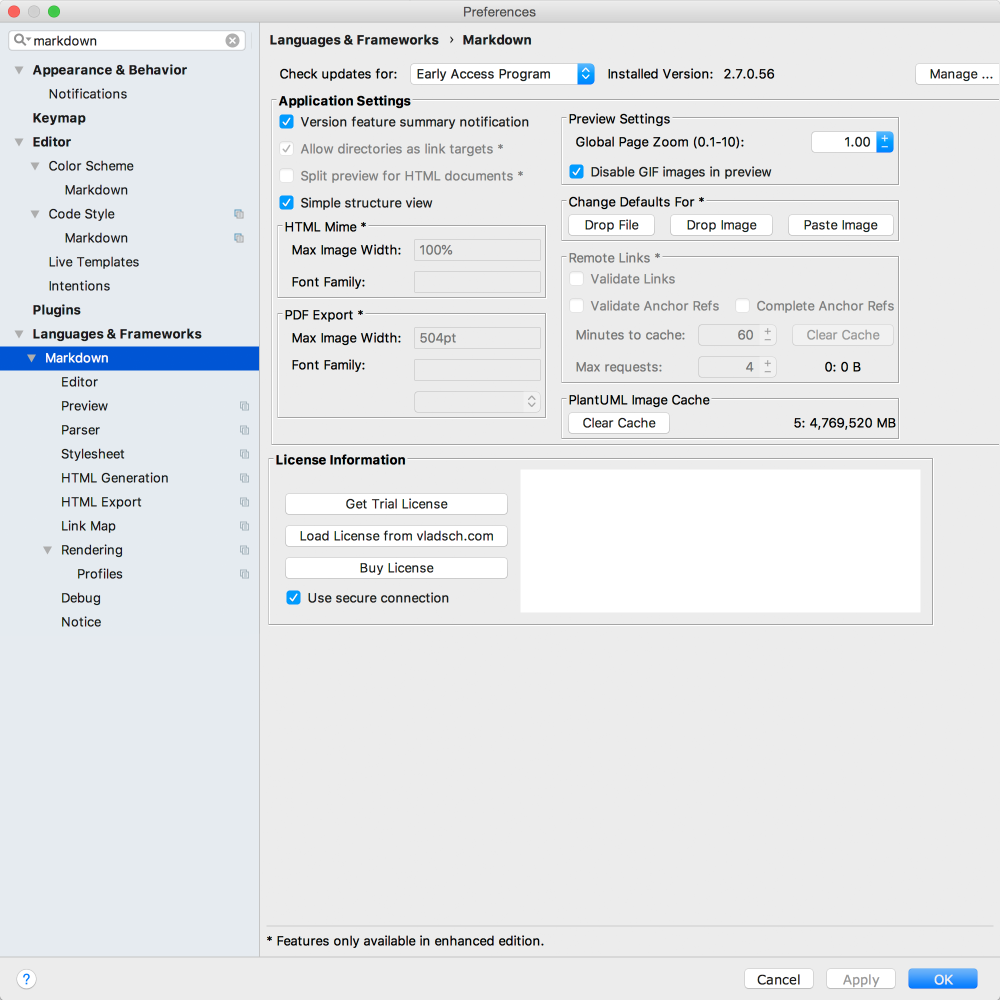 Preferences
markdown
Appearance & Behavior
Notifications
Keymap
Editor
Color Scheme
Markdown
Code Style
Markdown
Live Templates
Intentions
Plugins
Languages & Frameworks
Markdown
Editor
Preview
Parser
Stylesheet
HTML Generation
HTML Export
Link Map
Rendering
Profiles
Debug
Notice
Languages & Frameworks › Markdown
Check updates for: Early Access Program Installed Version: 2.7.0.56 Manage ...
Application Settings
Version feature summary notification
Allow directories as link targets *
Split preview for HTML documents *
Simple structure view
HTML Mime *
Max Image Width: 100%
Font Family:
PDF Export *
Max Image Width: 504pt
Font Family:
Preview Settings
Global Page Zoom (0.1-10): 1.00
Disable GIF images in preview
Change Defaults For *
Drop File Drop Image Paste Image
Remote Links *
Validate Links
Validate Anchor Refs Complete Anchor Refs
Minutes to cache: 60 Clear Cache
Max requests: 4 0: 0 B
PlantUML Image Cache
Clear Cache 5: 4,769,520 MB
License Information
Get Trial License
Load License from vladsch.com
Buy License
Use secure connection
* Features only available in enhanced edition.
? Cancel Apply OK